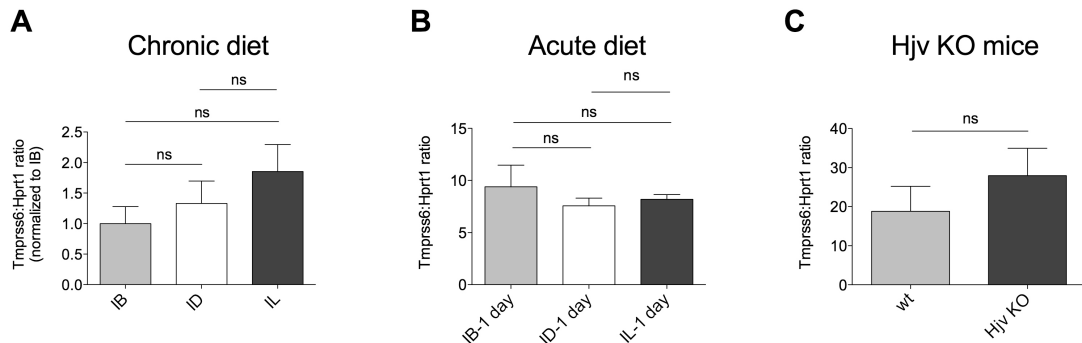 A
Chronic diet
ns
ns
ns
Tmprss6:Hprt1 ratio
(normalized to IB)
2.5
2.0
1.5
1.0
0.5
0.0
IB
ID
IL
B
Acute diet
ns
ns
ns
Tmprss6:Hprt1 ratio
15
10
5
0
IB-1 day
ID-1 day
IL-1 day
C
Hjv KO mice
ns
Tmprss6:Hprt1 ratio
40
30
20
10
0
wt
Hjv KO